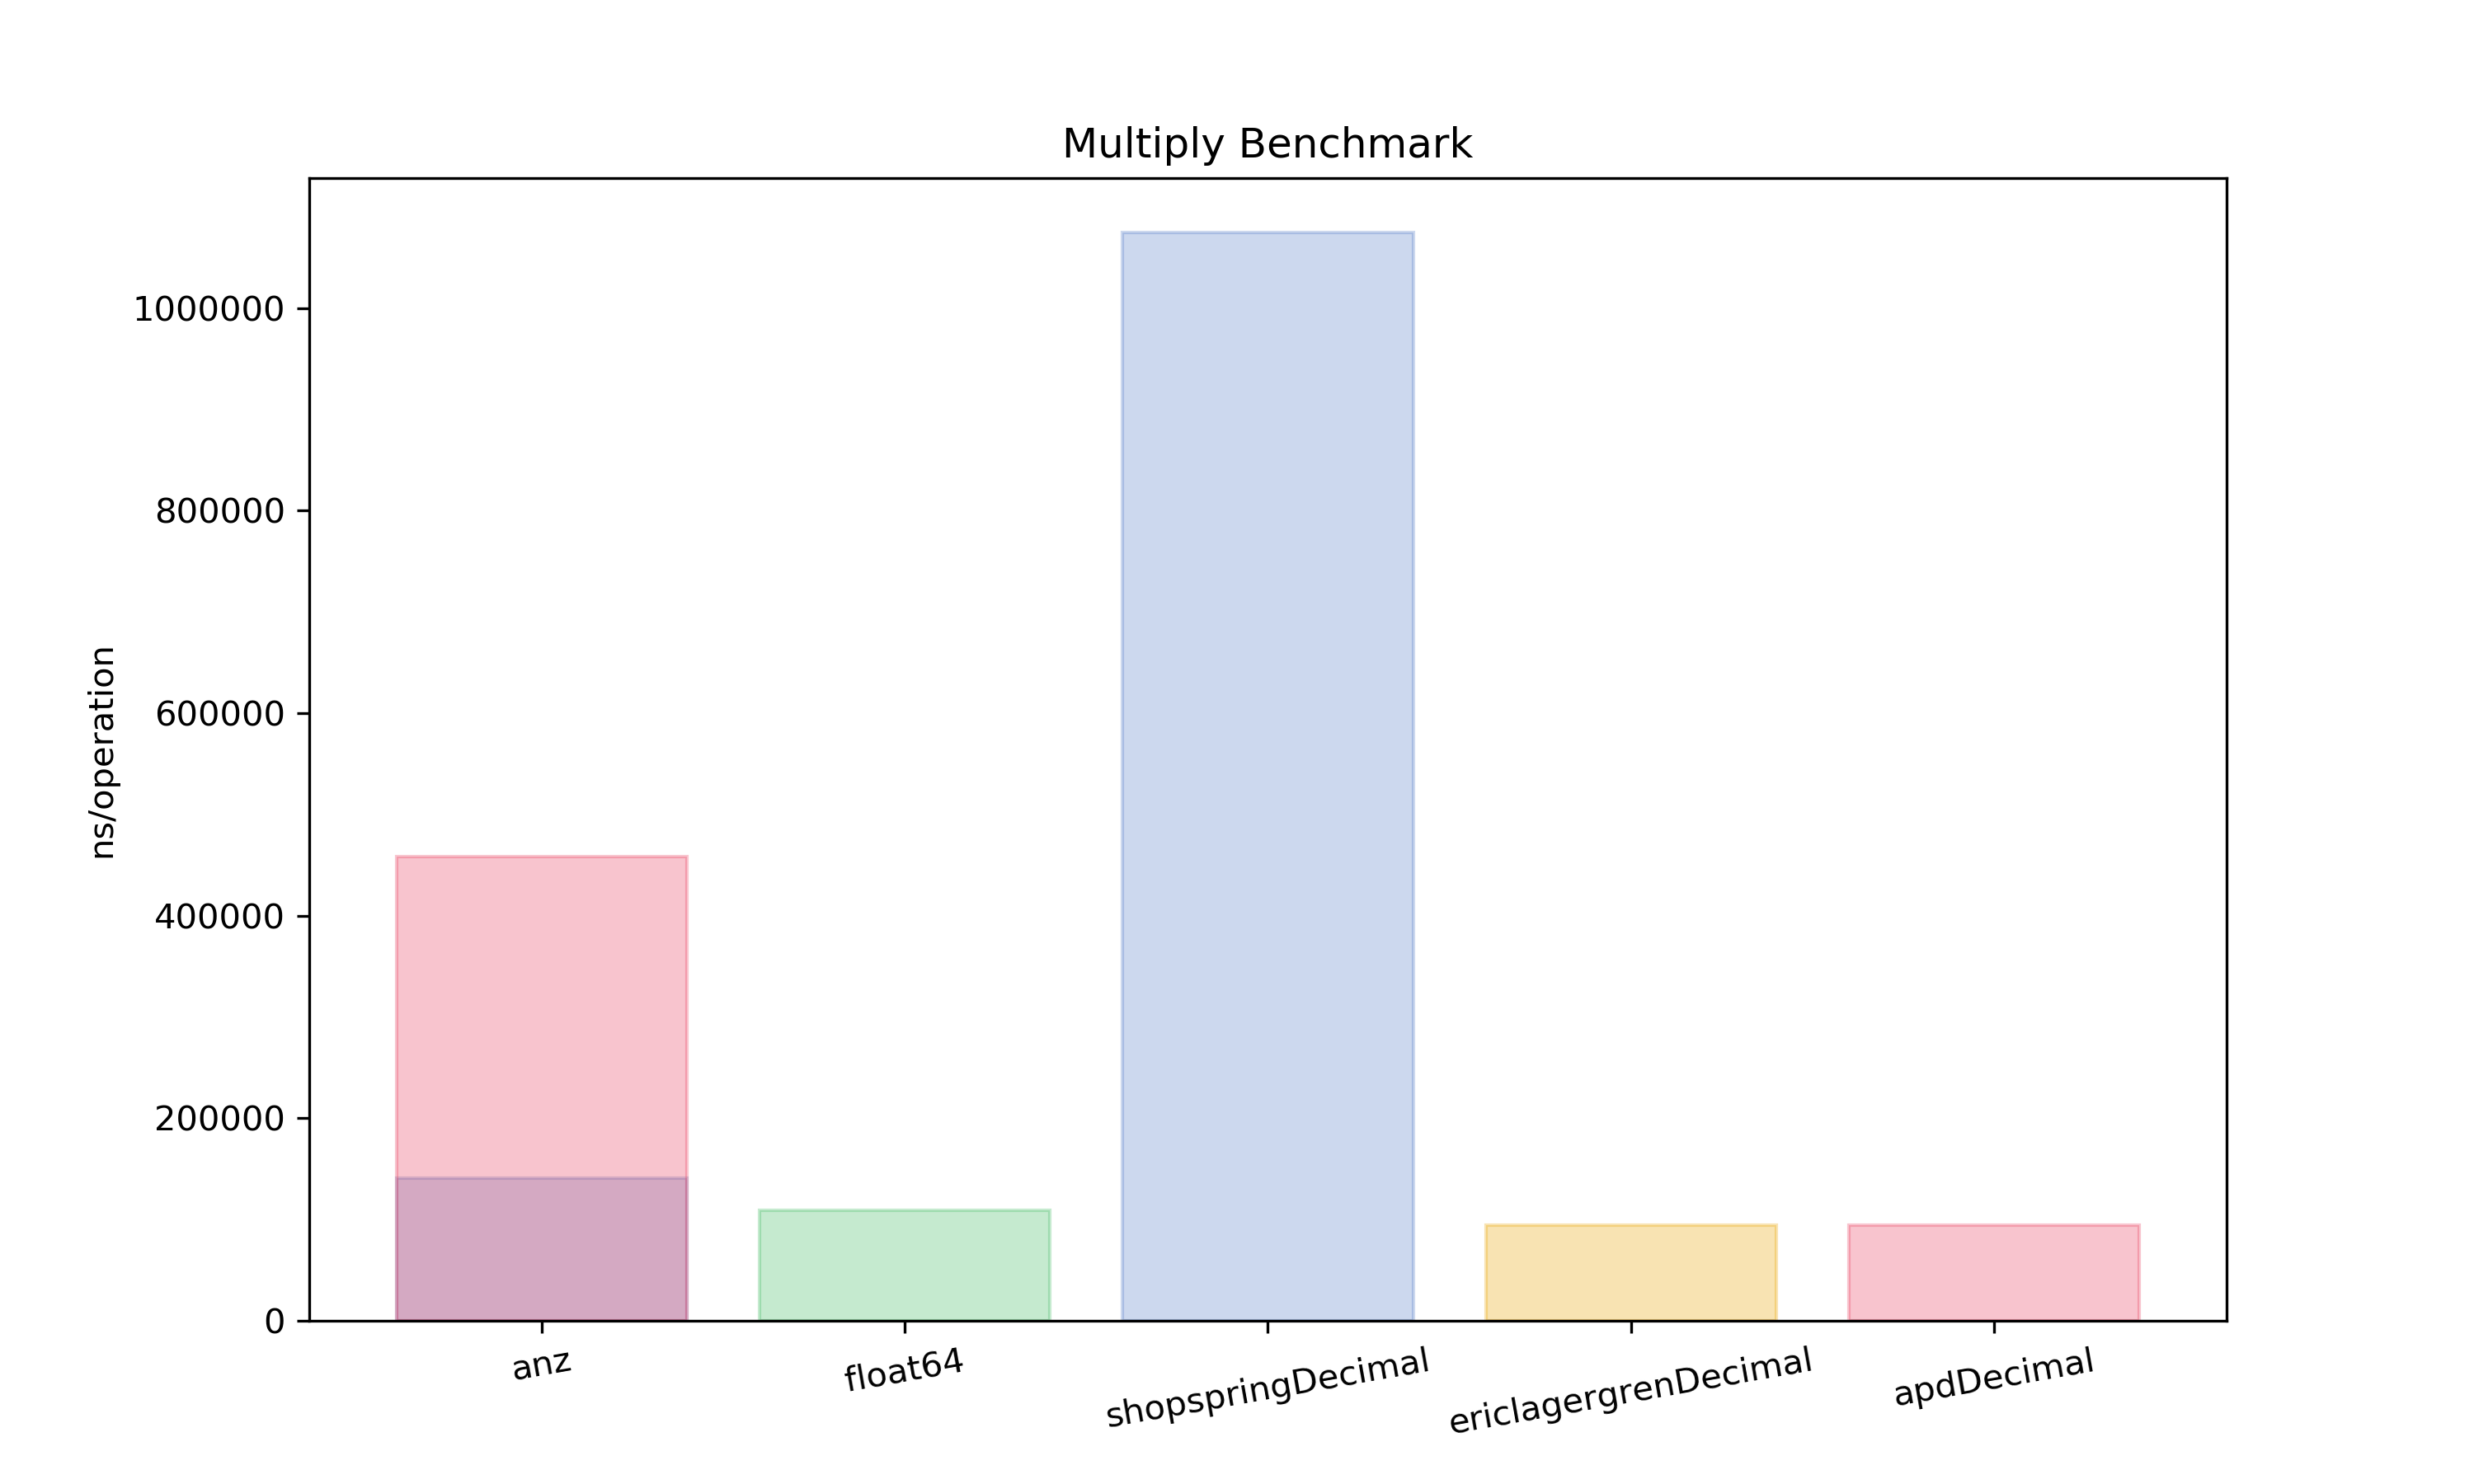 Multiply Benchmark
ns/operation
1000000
800000
600000
400000
200000
0
anz
float64
shopspringDecimal
ericlagergrenDecimal
apdDecimal